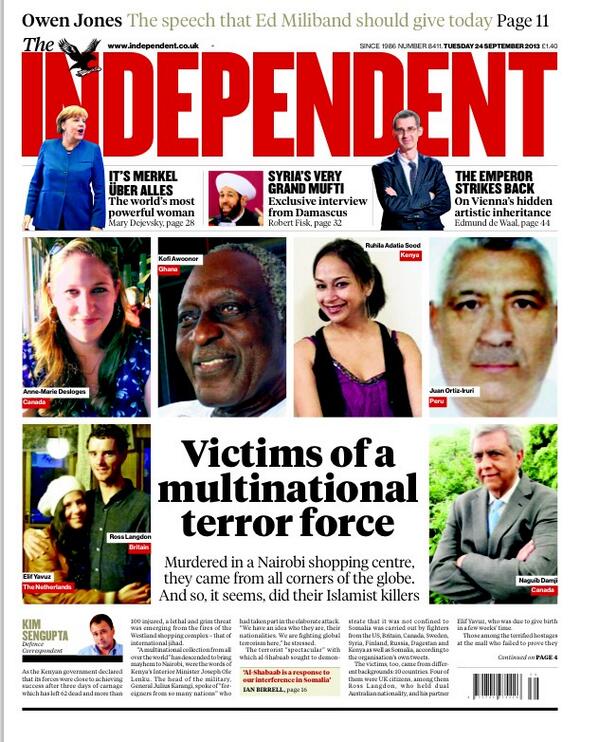 Owen Jones The speech that Ed Miliband should give today Page 11
The
www.independent.co.uk
SINCE 1986 NUMBER 8411. TUESDAY 24 SEPTEMBER 2013 £1.40
INDEPENDENT
IT'S MERKEL
ÜBER ALLES
The world's most
powerful woman
Mary Dejevsky, page 28
SYRIA'S VERY
GRAND MUFTI
Exclusive interview
from Damascus
Robert Fisk, page 32
THE EMPEROR
STRIKES BACK
On Vienna's hidden
artistic inheritance
Edmund de Waal, page 44
Anne-Marie Desloges
Canada
Kofi Awoonor
Ghana
Ruhila Adatia Sood
Kenya
Juan Ortiz-Iruri
Peru
Ross Langdon
Britain
Elif Yavuz
The Netherlands
Victims of a
multinational
terror force
Murdered in a Nairobi shopping centre,
they came from all corners of the globe.
And so, it seems, did their Islamist killers
Naguib Damji
Canada
KIM
SENGUPTA
Defence
Correspondent
As the Kenyan government declared
that its forces were close to achieving
success after three days of carnage
which has left 62 dead and more than
100 injured, a lethal and grim threat
was emerging from the fires of the
Westland shopping complex – that of
international jihad.
"A multinational collection from all
over the world" has descended to bring
mayhem to Nairobi, were the words of
Kenya's Interior Minister Joseph Ole
Lenku. The head of the military,
General Julius Karangi, spoke of "for-
eigners from so many nations" who
had taken part in the elaborate attack.
"We have an idea who they are, their
nationalities. We are fighting global
terrorism here," he stressed.
The terrorist "spectacular" with
which al-Shabaab sought to demon-
'Al-Shabaab is a response to
our interference in Somalia'
IAN BIRRELL, page 16
strate that it was not confined to
Somalia was carried out by fighters
from the US, Britain, Canada, Sweden,
Syria, Finland, Russia, Digestan and
Kenya as well as Somalia, according to
the organisation's own tweets.
The victims, too, came from differ-
ent backgrounds: 10 countries. Four of
them were UK citizens, among them
Ross Langdon, who held dual
Australian nationality, and his partner
Elif Yavuz, who was due to give birth
in a few weeks' time.
Those among the terrified hostages
at the mall who failed to prove they
Continued on PAGE 4